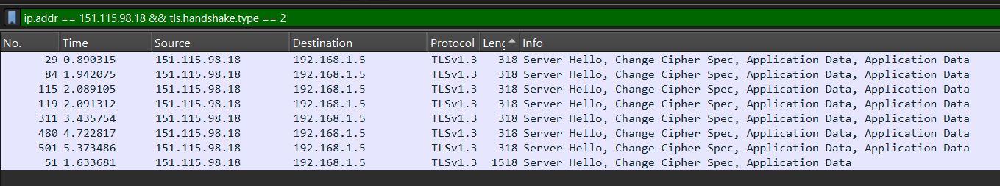 ip.addr == 151.115.98.18 && tls.handshake.type == 2
No. Time Source Destination Protocol Leng Info
29 0.890315 151.115.98.18 192.168.1.5 TLSv1.3 318 Server Hello, Change Cipher Spec, Application Data, Application Data
84 1.942075 151.115.98.18 192.168.1.5 TLSv1.3 318 Server Hello, Change Cipher Spec, Application Data, Application Data
115 2.089105 151.115.98.18 192.168.1.5 TLSv1.3 318 Server Hello, Change Cipher Spec, Application Data, Application Data
119 2.091312 151.115.98.18 192.168.1.5 TLSv1.3 318 Server Hello, Change Cipher Spec, Application Data, Application Data
311 3.435754 151.115.98.18 192.168.1.5 TLSv1.3 318 Server Hello, Change Cipher Spec, Application Data, Application Data
480 4.722817 151.115.98.18 192.168.1.5 TLSv1.3 318 Server Hello, Change Cipher Spec, Application Data, Application Data
501 5.373486 151.115.98.18 192.168.1.5 TLSv1.3 318 Server Hello, Change Cipher Spec, Application Data, Application Data
51 1.633681 151.115.98.18 192.168.1.5 TLSv1.3 1518 Server Hello, Change Cipher Spec, Application Data